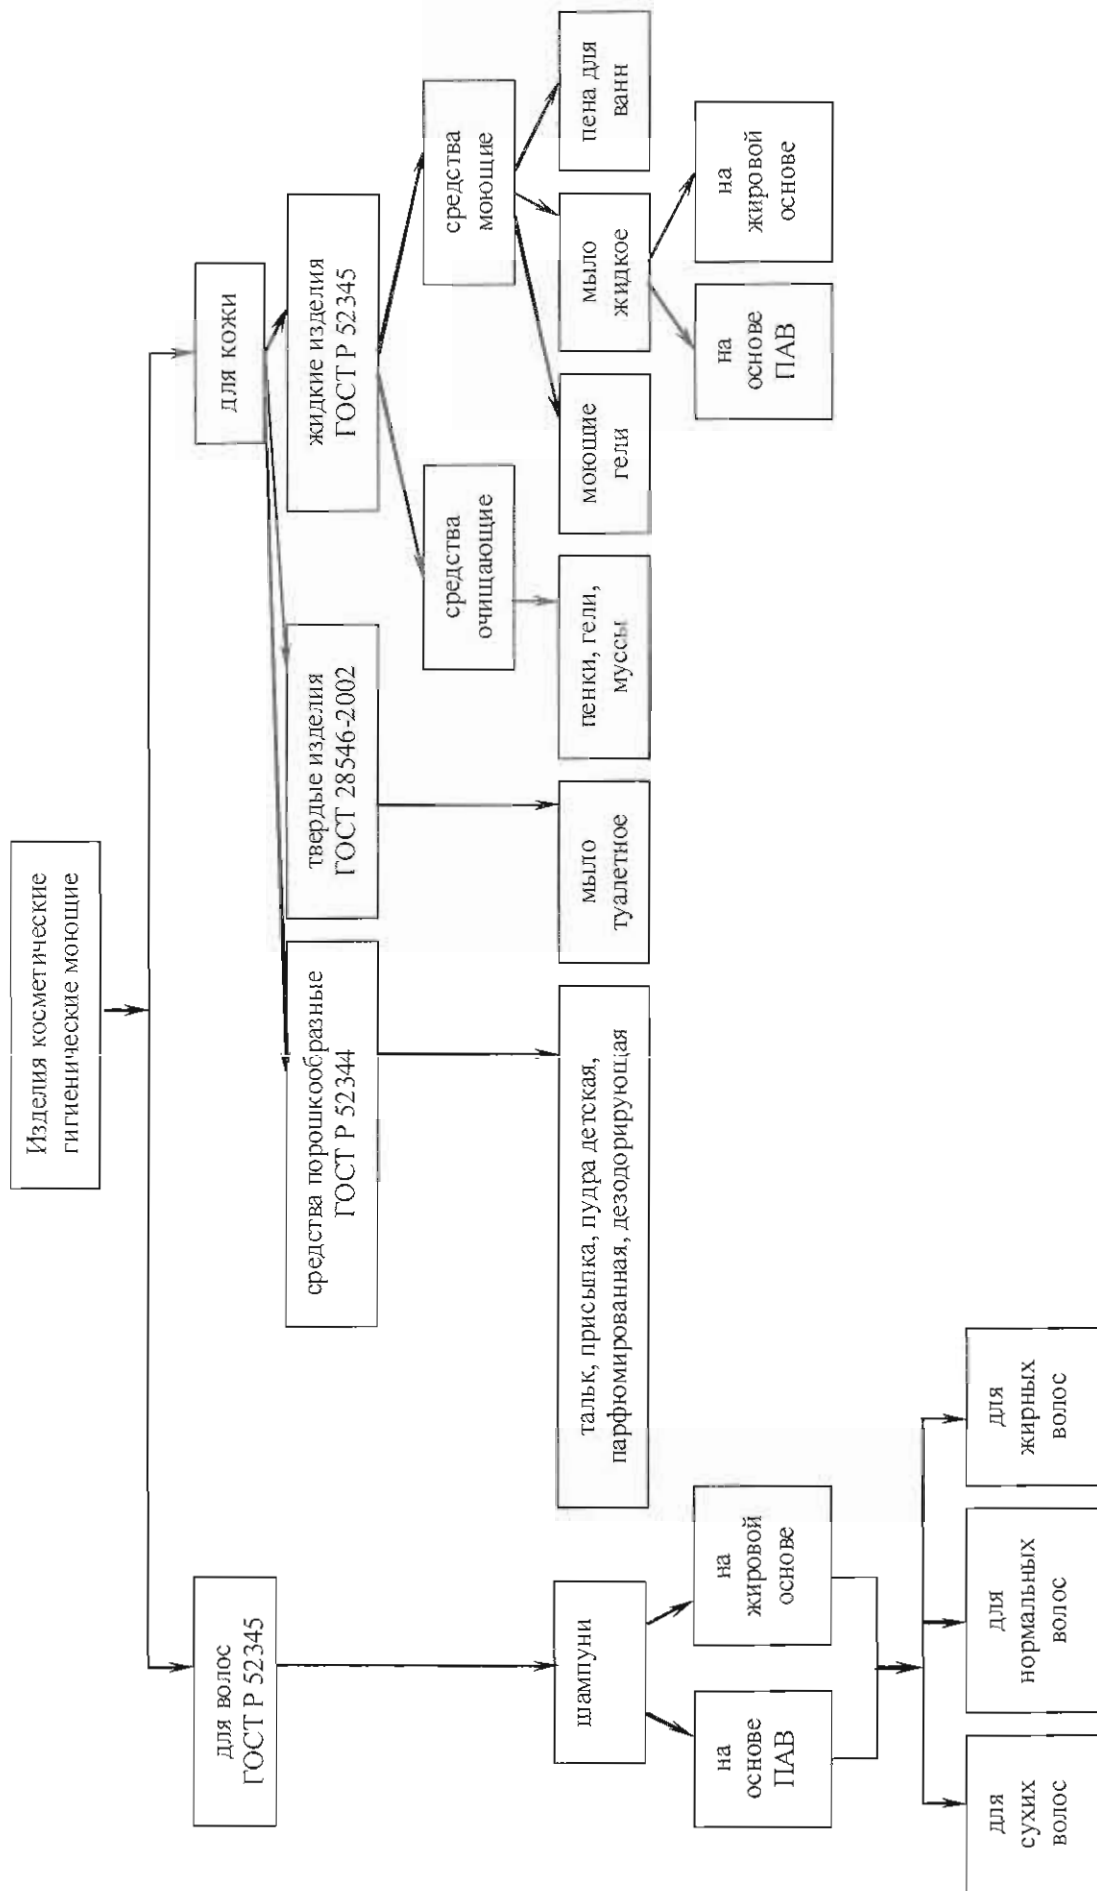 Изделия косметические
гигиенические моющие
для волос
ГОСТ Р 52345
для кожи
средства порошкообразные
ГОСТ Р 52344
твердые изделия
ГОСТ 28546-2002
жидкие изделия
ГОСТ Р 52345
средства
очищающие
средства
моющие
шампуни
тальк, присыпка, пудра детская,
парфюмированная, дезодорирующая
мыло
туалетное
пенки, гели,
муссы
моющие
гели
мыло
жидкое
пена для
ванн
на
основе
ПАВ
на
жировой
основе
на
основе
ПАВ
на
жировой
основе
для
сухих
волос
для
нормальных
волос
для
жирных
волос